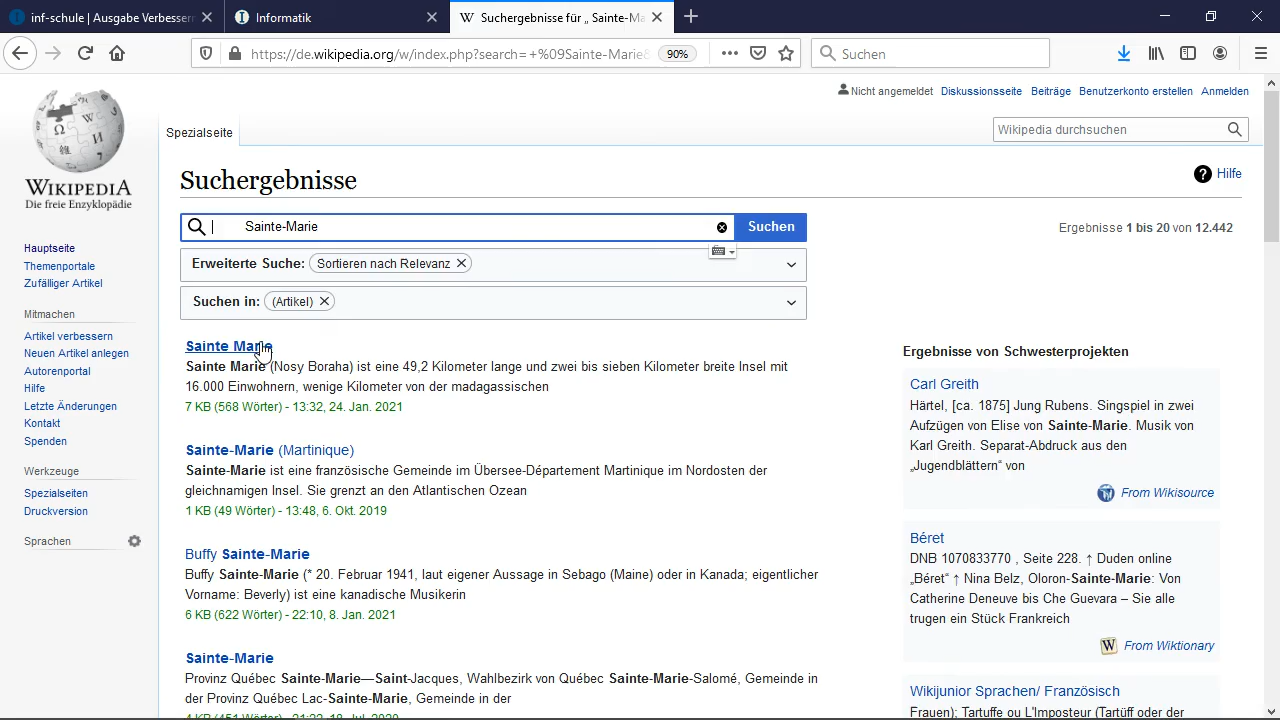 inf-schule | Ausgabe Verbessern
Informatik
Suchergebnisse für „ Sainte-Ma
https://de.wikipedia.org/w/index.php?search=+%09Sainte-Marie&
90%
Suchen
Nicht angemeldet Diskussionsseite Beiträge Benutzerkonto erstellen Anmelden
Spezialseite
Wikipedia durchsuchen
WIKIPEDIA
Die freie Enzyklopädie
Hauptseite
Themenportale
Zufälliger Artikel
Mitmachen
Artikel verbessern
Neuen Artikel anlegen
Autorenportal
Hilfe
Letzte Änderungen
Kontakt
Spenden
Werkzeuge
Spezialseiten
Druckversion
Sprachen
Suchergebnisse
Hilfe
Sainte-Marie
Suchen
Ergebnisse 1 bis 20 von 12.442
Erweiterte Suche: Sortieren nach Relevanz
Suchen in: (Artikel)
Sainte Marie
Sainte Marie (Nosy Boraha) ist eine 49,2 Kilometer lange und zwei bis sieben Kilometer breite Insel mit
16.000 Einwohnern, wenige Kilometer von der madagassischen
7 KB (568 Wörter) - 13:32, 24. Jan. 2021
Sainte-Marie (Martinique)
Sainte-Marie ist eine französische Gemeinde im Übersee-Département Martinique im Nordosten der
gleichnamigen Insel. Sie grenzt an den Atlantischen Ozean
1 KB (49 Wörter) - 13:48, 6. Okt. 2019
Buffy Sainte-Marie
Buffy Sainte-Marie (* 20. Februar 1941, laut eigener Aussage in Sebago (Maine) oder in Kanada; eigentlicher
Vorname: Beverly) ist eine kanadische Musikerin
6 KB (622 Wörter) - 22:10, 8. Jan. 2021
Sainte-Marie
Provinz Québec Sainte-Marie—Saint-Jacques, Wahlbezirk von Québec Sainte-Marie-Salomé, Gemeinde in
der Provinz Québec Lac-Sainte-Marie, Gemeinde in der
Ergebnisse von Schwesterprojekten
Carl Greith
Härtel, [ca. 1875] Jung Rubens. Singspiel in zwei
Aufzügen von Elise von Sainte-Marie. Musik von
Karl Greith. Separat-Abdruck aus den
„Jugendblättern“ von
From Wikisource
Béret
DNB 1070833770 , Seite 228. ↑ Duden online
„Béret“ ↑ Nina Belz, Oloron-Sainte-Marie: Von
Catherine Deneuve bis Che Guevara – Sie alle
trugen ein Stück Frankreich
From Wiktionary
Wikijunior Sprachen/ Französisch
Frauen); Tartuffe ou L'Imposteur (Tartüff oder der